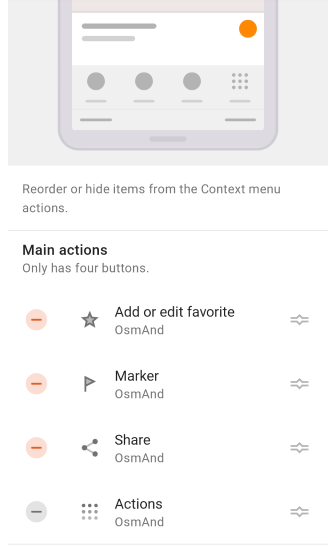 Reorder or hide items from the Context menu
actions.
Main actions
Only has four buttons.
Add or edit favorite
OsmAnd
Marker
OsmAnd
Share
OsmAnd
Actions
OsmAnd